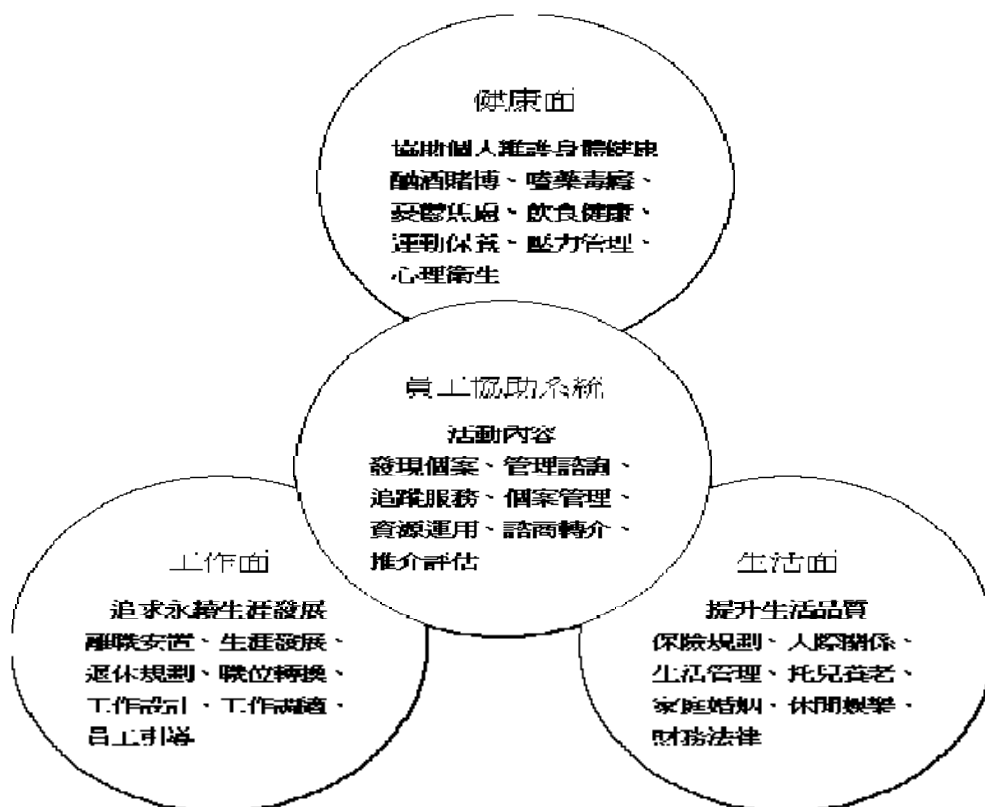 健康面
協助個人維護身體健康
酗酒賭博、嗑藥毒癮、
憂鬱焦慮、飲食健康、
運動保養、壓力管理、
心理衛生
員工協助系統
活動內容
發現個案、管理諮詢、
追蹤服務、個案管理、
資源運用、諮商轉介、
推介評估
工作面
追求永續生涯發展
離職安置、生涯發展、
退休規劃、職位轉換、
工作設計、工作調適、
員工引導
生活面
提升生活品質
保險規劃、人際關係、
生活管理、托兒養老、
家庭婚姻、休閒娛樂、
財務法律